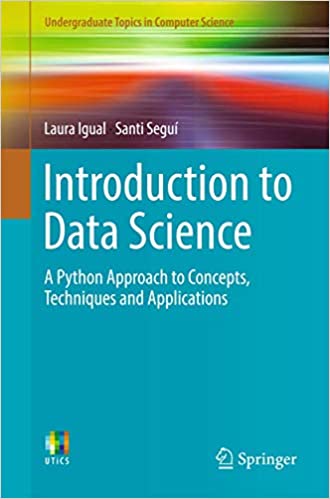 Undergraduate Topics in Computer Science
Laura Igual · Santi Seguí
Introduction to
Data Science
A Python Approach to Concepts,
Techniques and Applications
UTiCS
Springer